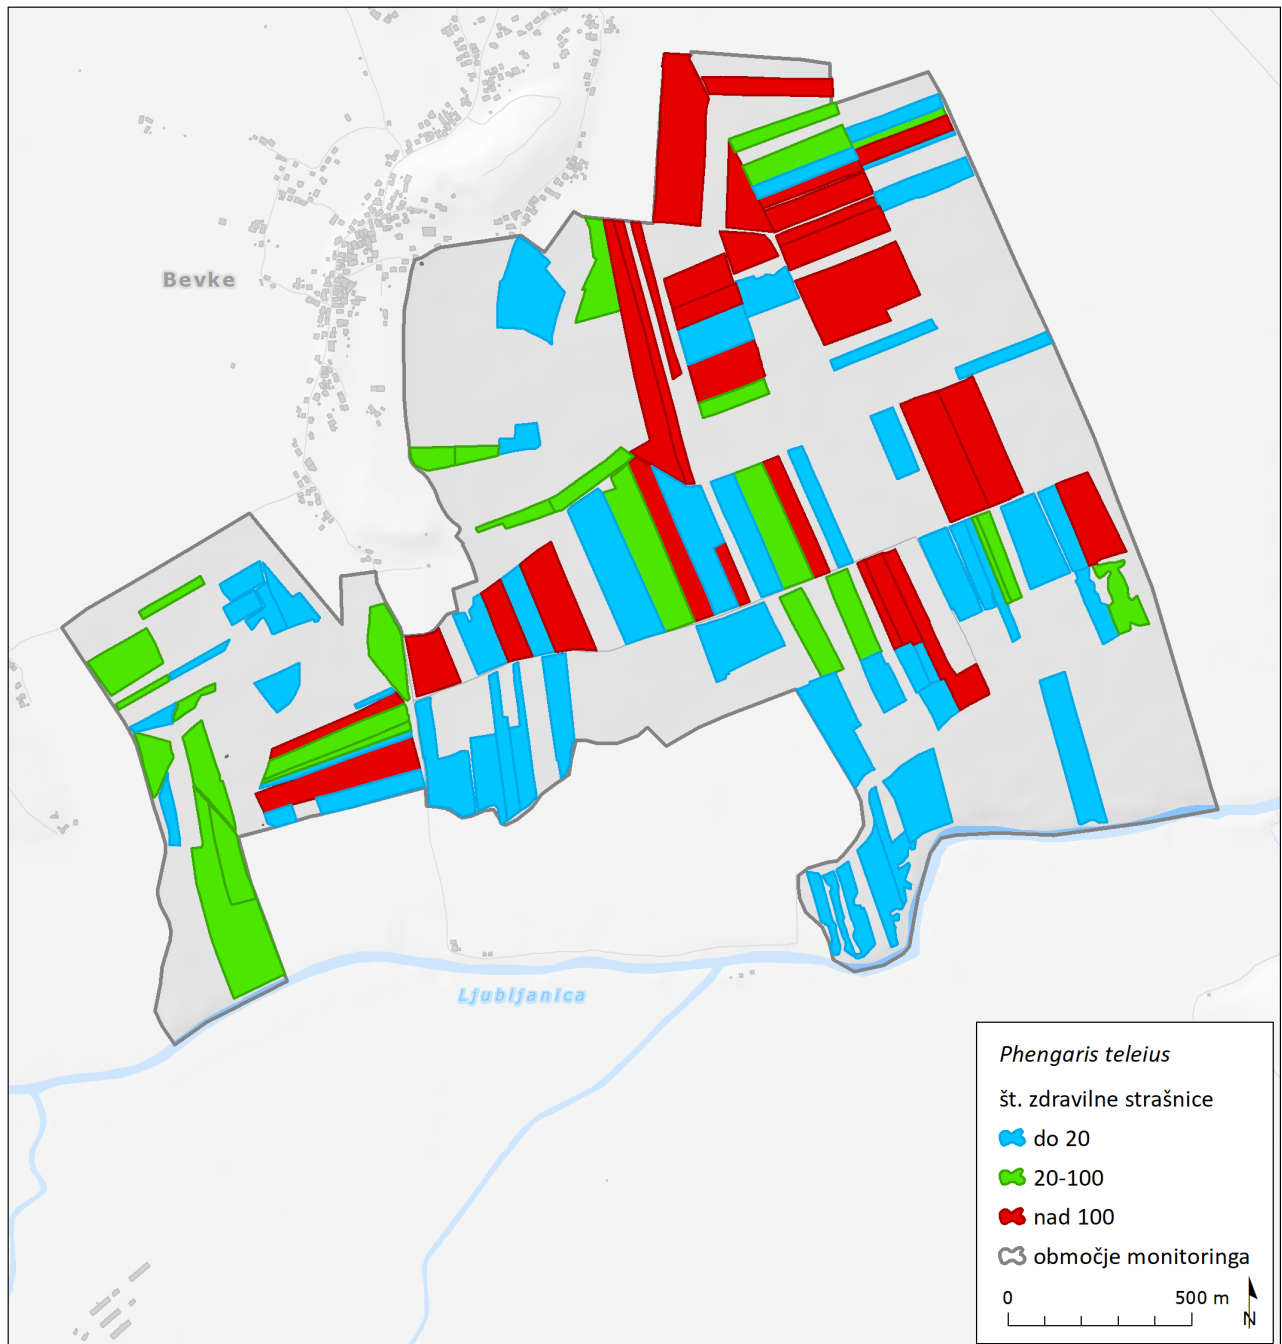 Bevke
Ljubljanica
Phengaris teleius
št. zdravilne strašnice
do 20
20-100
nad 100
območje monitoringa
0 500 m
N